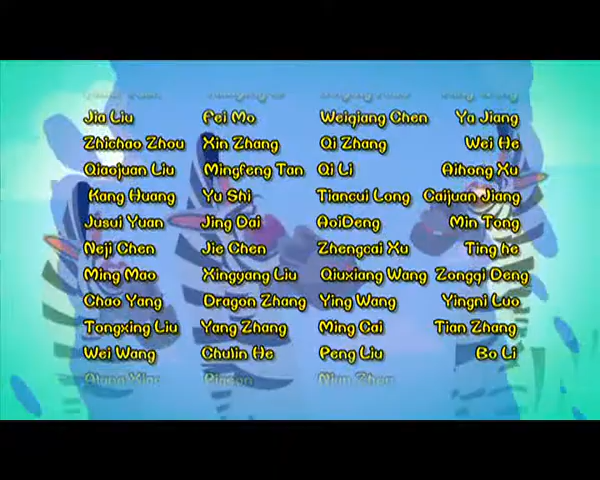 Jia Liu Fei Mo Weiqiang Chen Ya Jiang
Zhichao Zhou Xin Zhang Qi Zhang Wei He
Qiaojuan Liu Mingfeng Tan Qi Li Aihong Xu
Kang Huang Yu Shi Tiancui Long Caijuan Jiang
Jusui Yuan Jing Dai AoiDeng Min Tong
Neji Chen Jie Chen Zhengcai Xu Ting he
Ming Mao Xingyang Liu Qiuxiang Wang Zongqi Deng
Chao Yang Dragon Zhang Ying Wang Yingni Luo
Tongxing Liu Yang Zhang Ming Cai Tian Zhang
Wei Wang Chulin He Peng Liu Bo Li